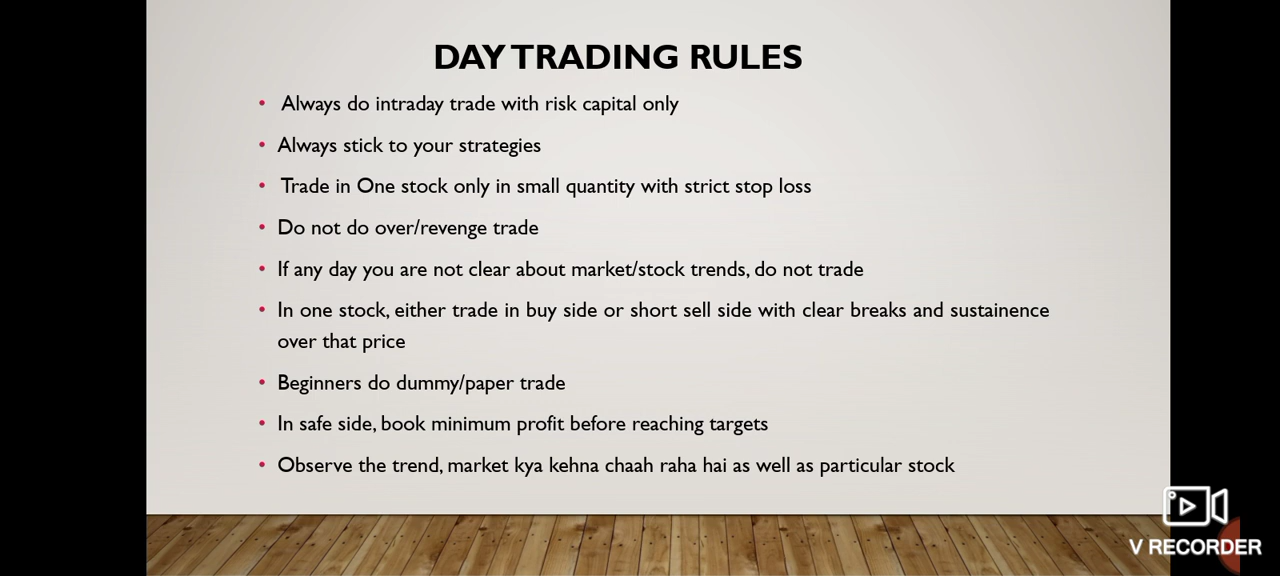 DAY TRADING RULES
• Always do intraday trade with risk capital only
• Always stick to your strategies
• Trade in One stock only in small quantity with strict stop loss
• Do not do over/revenge trade
• If any day you are not clear about market/stock trends, do not trade
• In one stock, either trade in buy side or short sell side with clear breaks and sustainence
over that price
• Beginners do dummy/paper trade
• In safe side, book minimum profit before reaching targets
• Observe the trend, market kya kehna chaah raha hai as well as particular stock
V RECORDER